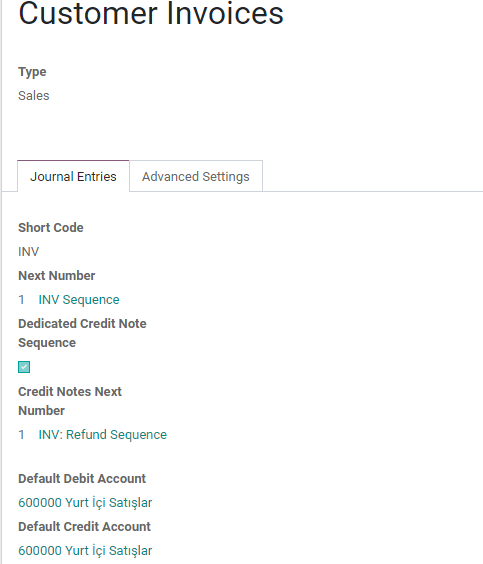 Customer Invoices
Type
Sales
Journal Entries Advanced Settings
Short Code
INV
Next Number
1 INV Sequence
Dedicated Credit Note
Sequence
Credit Notes Next
Number
1 INV: Refund Sequence
Default Debit Account
600000 Yurt İçi Satışlar
Default Credit Account
600000 Yurt İçi Satışlar